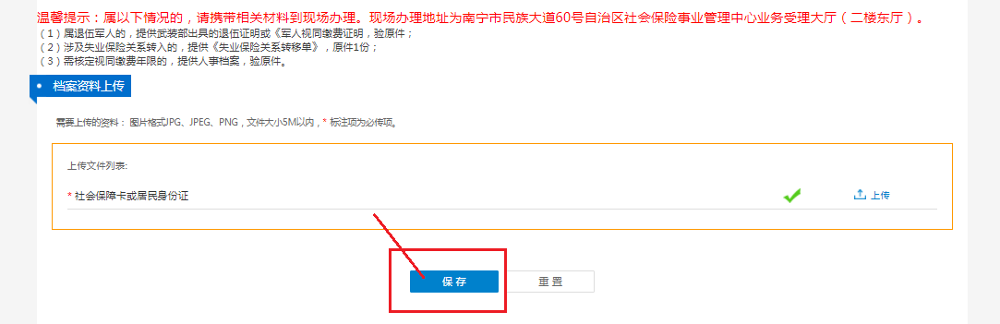 温馨提示：属以下情况的，请携带相关材料到现场办理。现场办理地址为南宁市民族大道60号自治区社会保险事业管理中心业务受理大厅（二楼东厅）。
（1）属退伍军人的，提供武装部出具的退伍证明或《军人视同缴费证明，验原件；
（2）涉及失业保险关系转入的，提供《失业保险关系转移单》，原件1份；
（3）需核定视同缴费年限的，提供人事档案，验原件。
档案资料上传
需要上传的资料： 图片格式JPG、JPEG、PNG，文件大小5M以内，* 标注项为必传项。
上传文件列表:
* 社会保障卡或居民身份证 上传
保存 重置